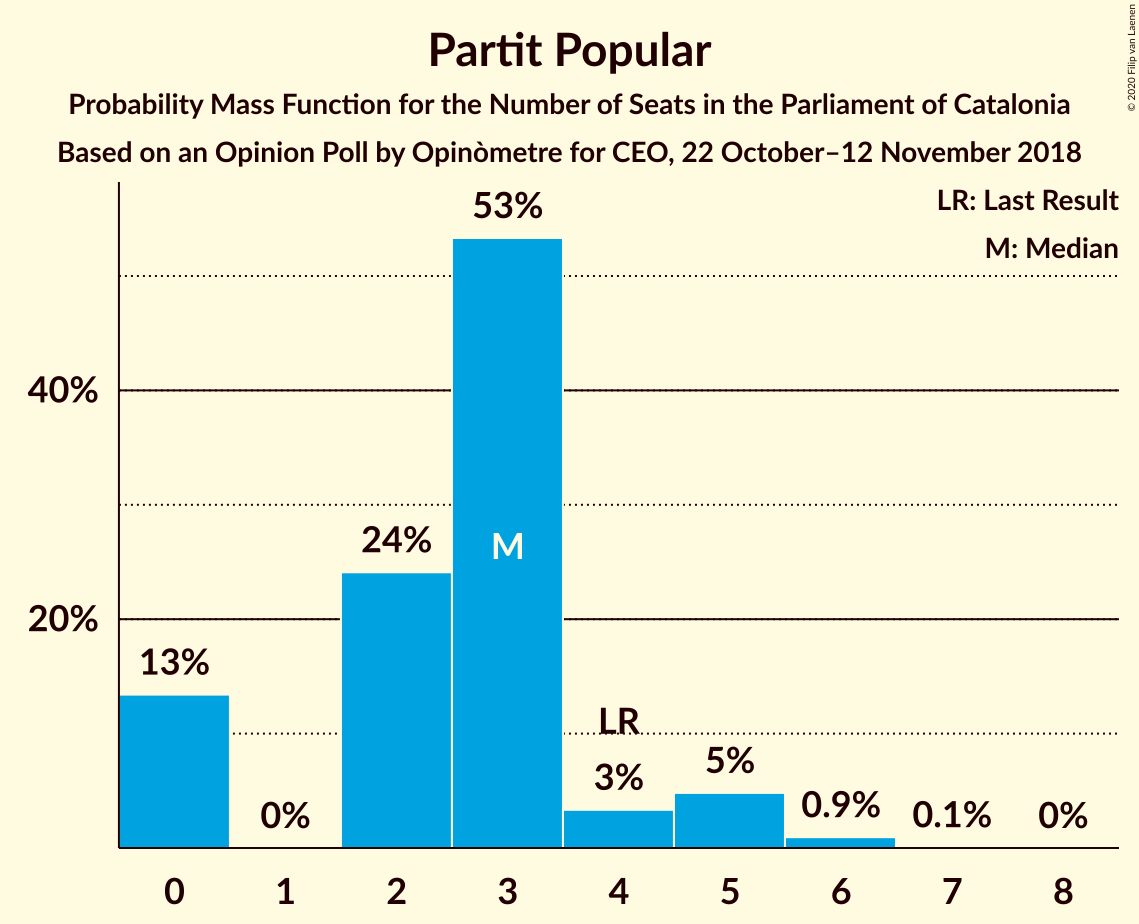 Partit Popular
Probability Mass Function for the Number of Seats in the Parliament of Catalonia
Based on an Opinion Poll by Opinòmetre for CEO, 22 October–12 November 2018
© 2020 Filip van Laenen
LR: Last Result
M: Median
53%
40%
24%
M
20%
13%
LR
3%
5%
0%
0.9%
0.1%
0%
0 1 2 3 4 5 6 7 8